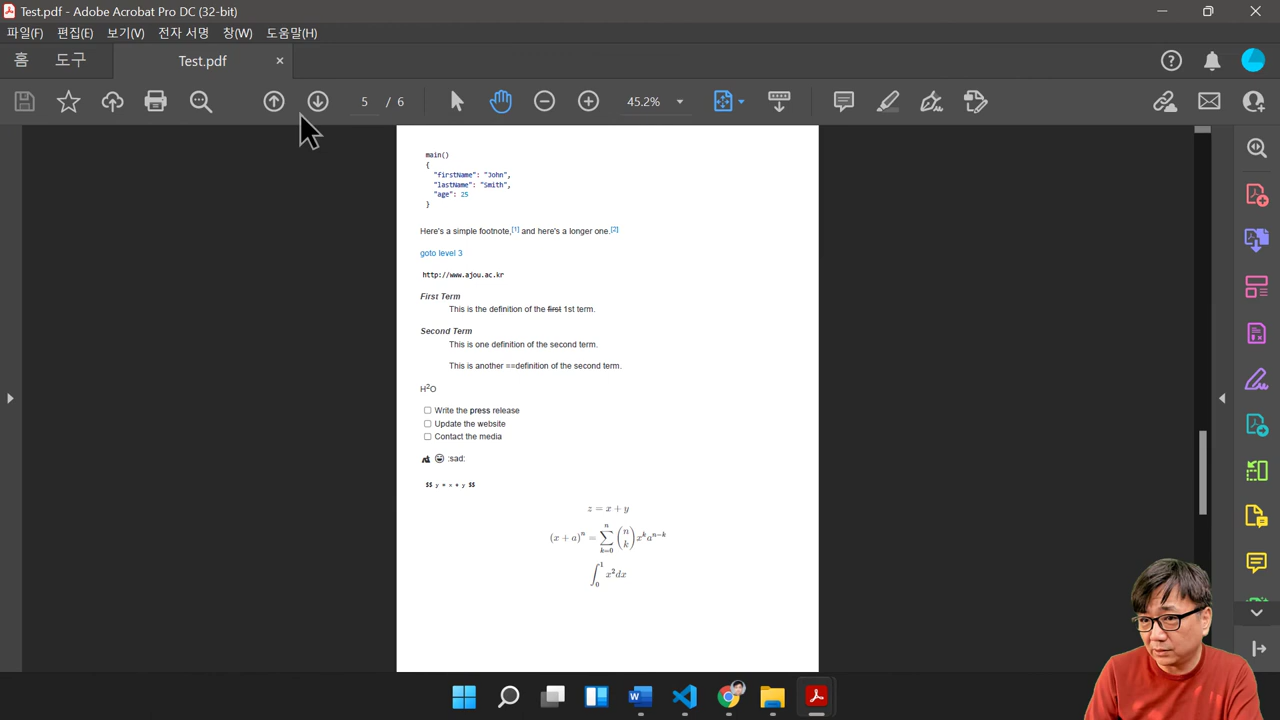 Test.pdf - Adobe Acrobat Pro DC (32-bit)
파일(F) 편집(E) 보기(V) 전자 서명 창(W) 도움말(H)
홈 도구 Test.pdf
5 / 6 45.2%
main()
{
"firstName": "John",
"lastName": "Smith",
"age": 25
}
Here's a simple footnote,[1] and here's a longer one.[2]
goto level 3
http://www.ajou.ac.kr
First Term
This is the definition of the first 1st term.
Second Term
This is one definition of the second term.
This is another ==definition of the second term.
H²O
Write the press release
Update the website
Contact the media
:sad:
$$ y = x + y $$
z = x + y
(x + a)ⁿ = ∑ₖ₌₀ⁿ (n k) xᵏaⁿ⁻ᵏ
∫₀¹ x²dx